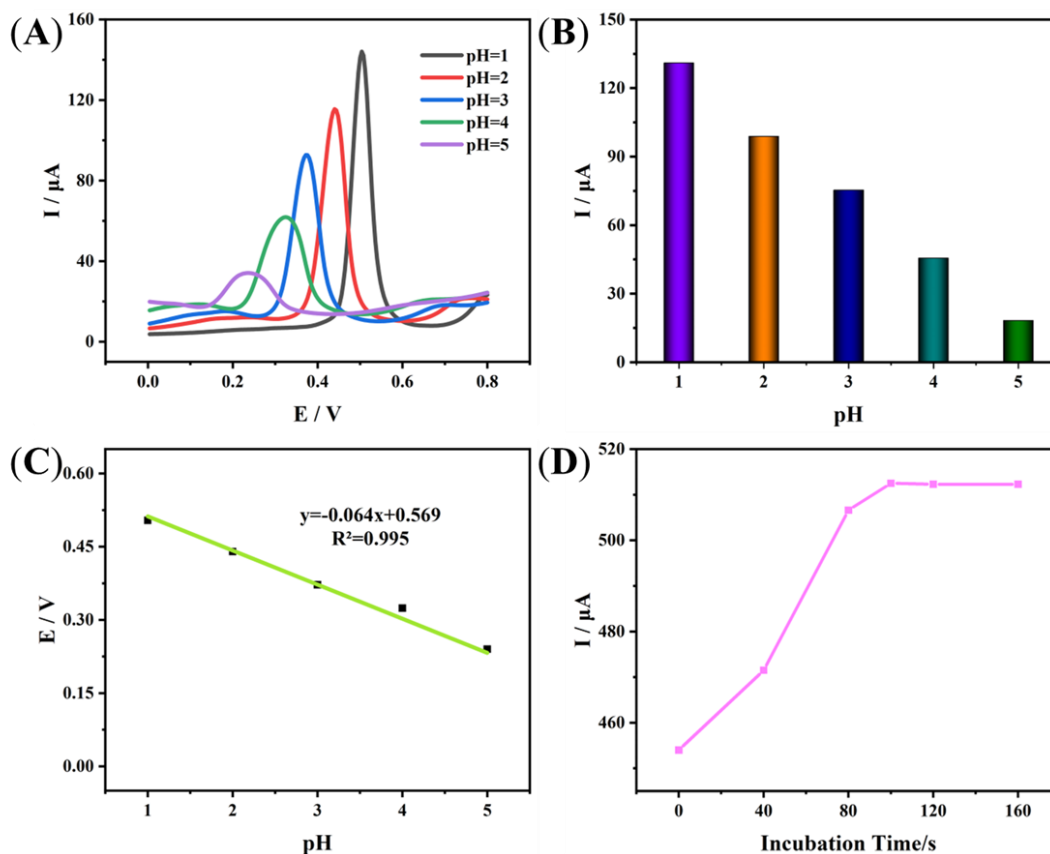 (A)
160
120
80
40
0
I / μA
0.0 0.2 0.4 0.6 0.8
E / V
pH=1
pH=2
pH=3
pH=4
pH=5
(B)
150
120
90
60
30
0
I / μA
1 2 3 4 5
pH
(C)
0.60
0.45
0.30
0.15
0.00
E / V
y=-0.064x+0.569
R²=0.995
1 2 3 4 5
pH
(D)
520
500
480
460
I / μA
0 40 80 120 160
Incubation Time/s